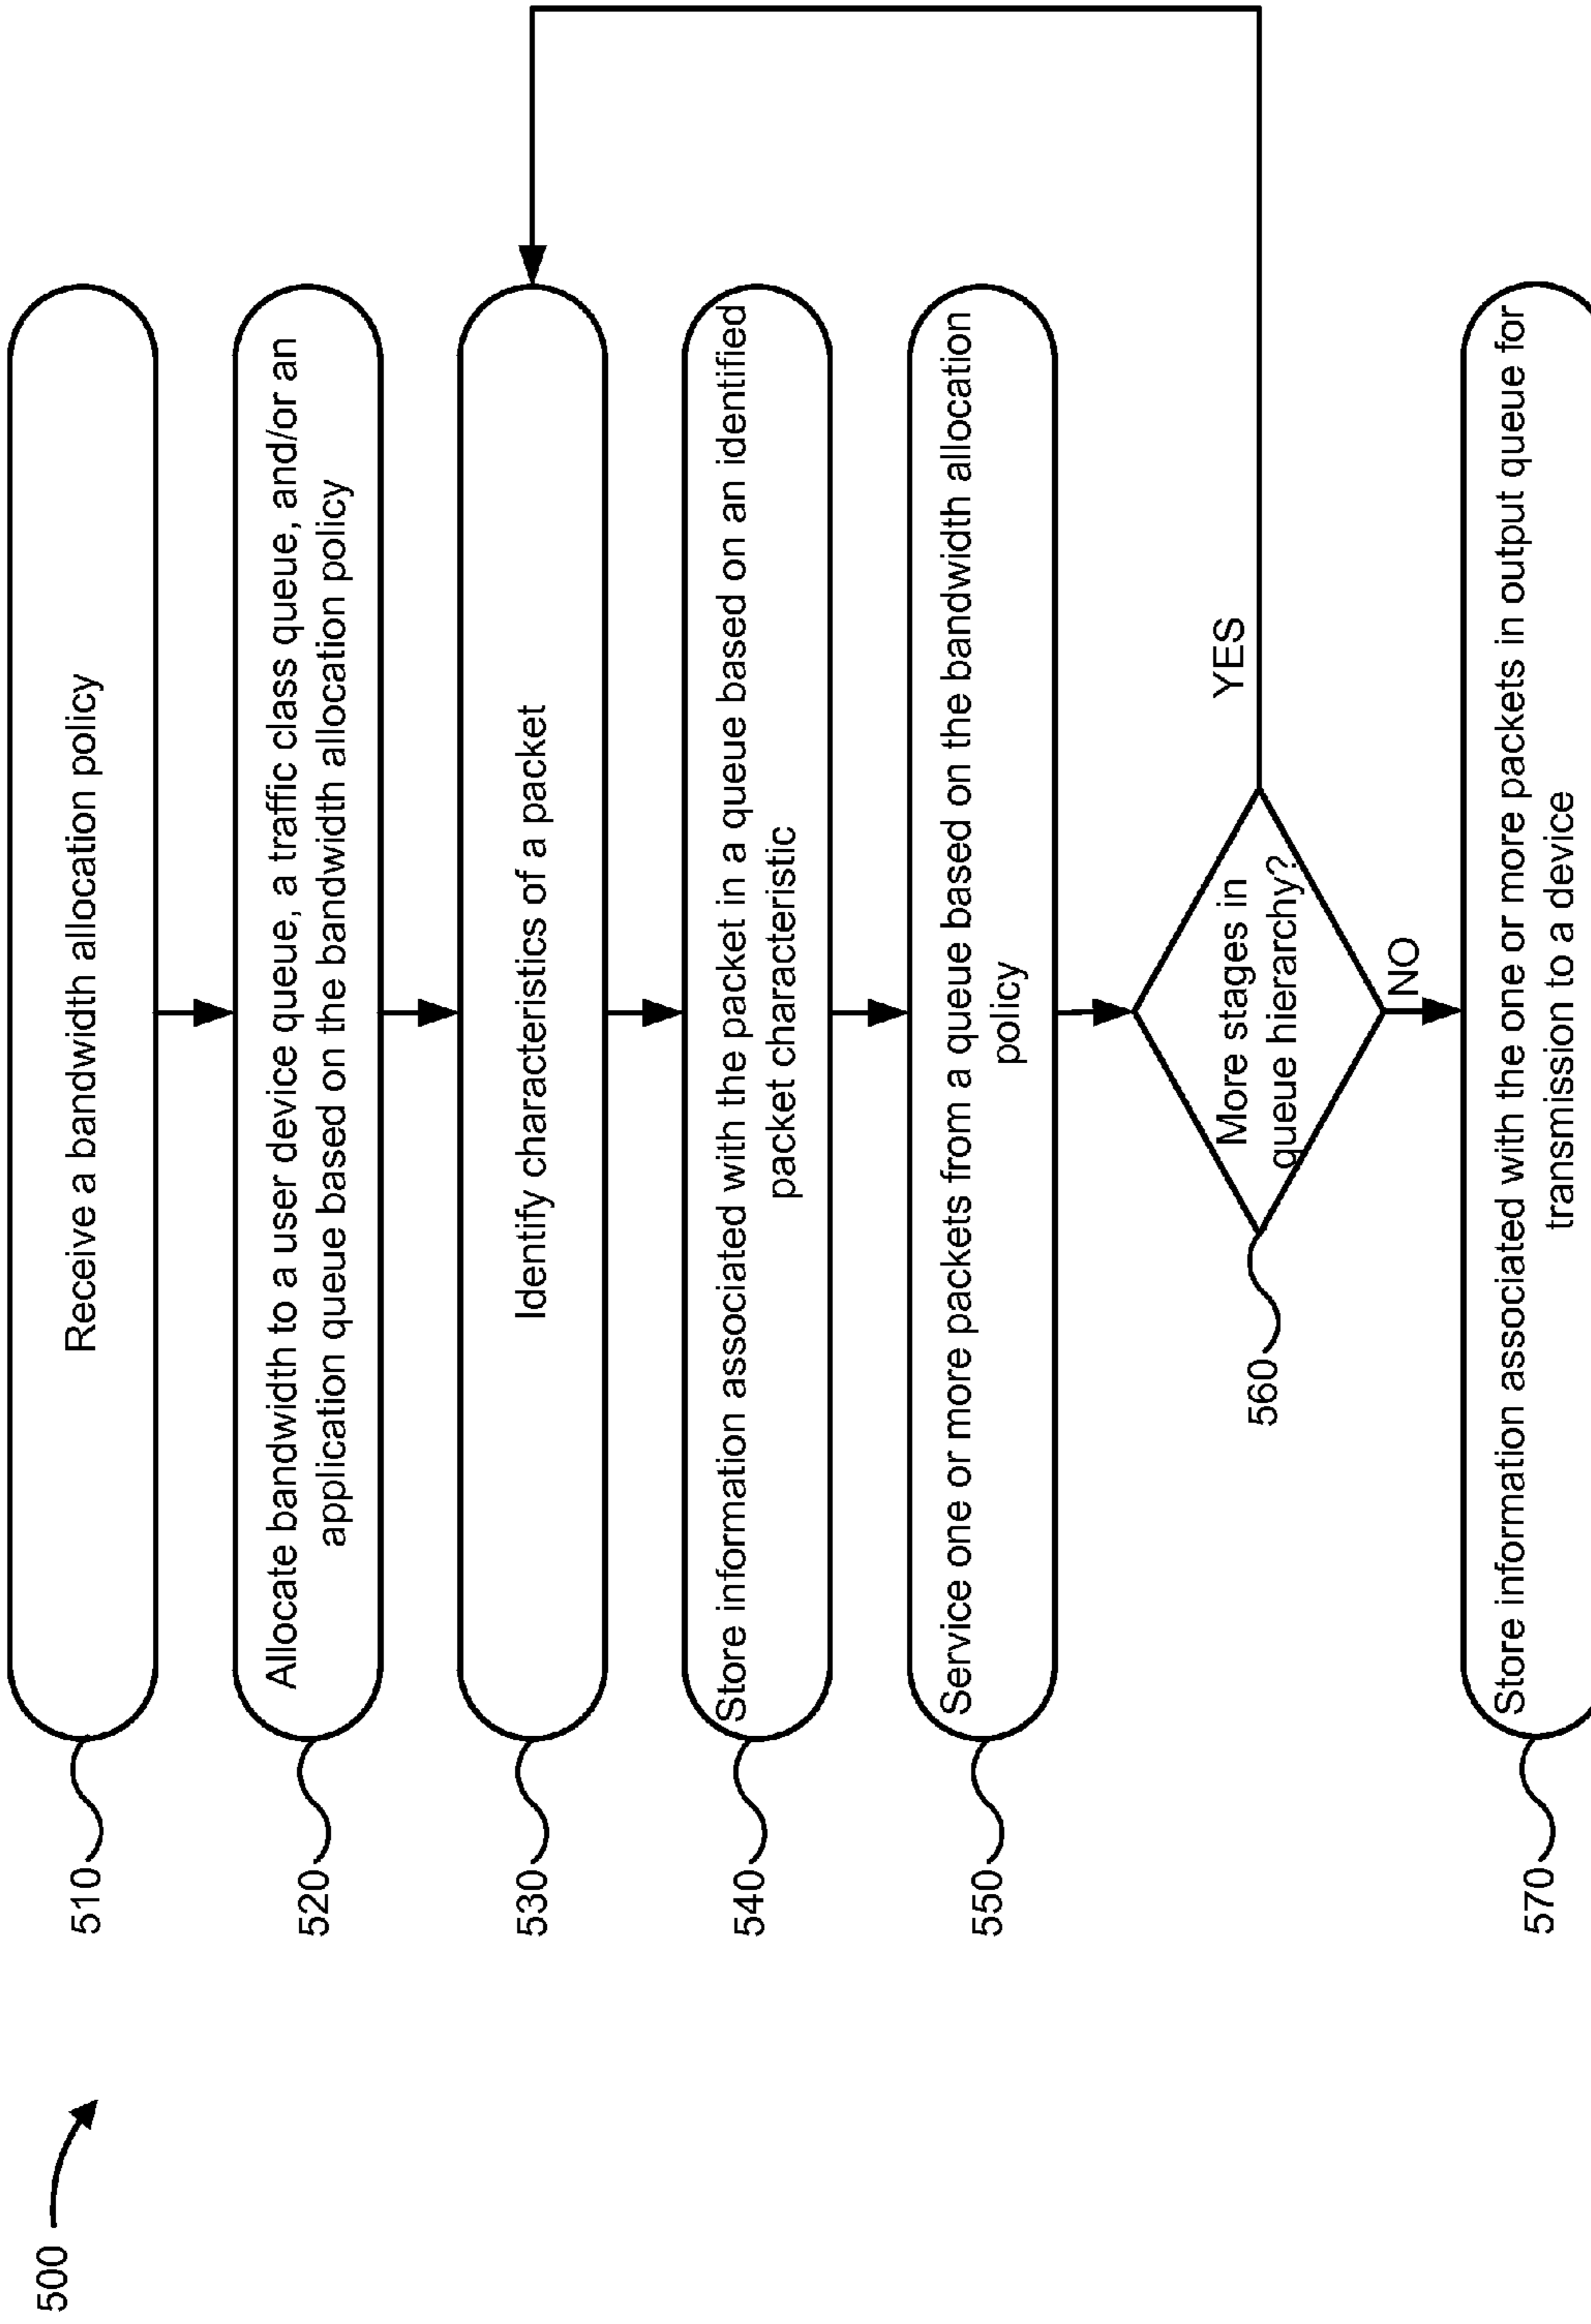 500
510
Receive a bandwidth allocation policy
520
Allocate bandwidth to a user device queue, a traffic class queue, and/or an
application queue based on the bandwidth allocation policy
530
Identify characteristics of a packet
540
Store information associated with the packet in a queue based on an identified
packet characteristic
550
Service one or more packets from a queue based on the bandwidth allocation
policy
560
More stages in
queue hierarchy?
YES
NO
570
Store information associated with the one or more packets in output queue for
transmission to a device